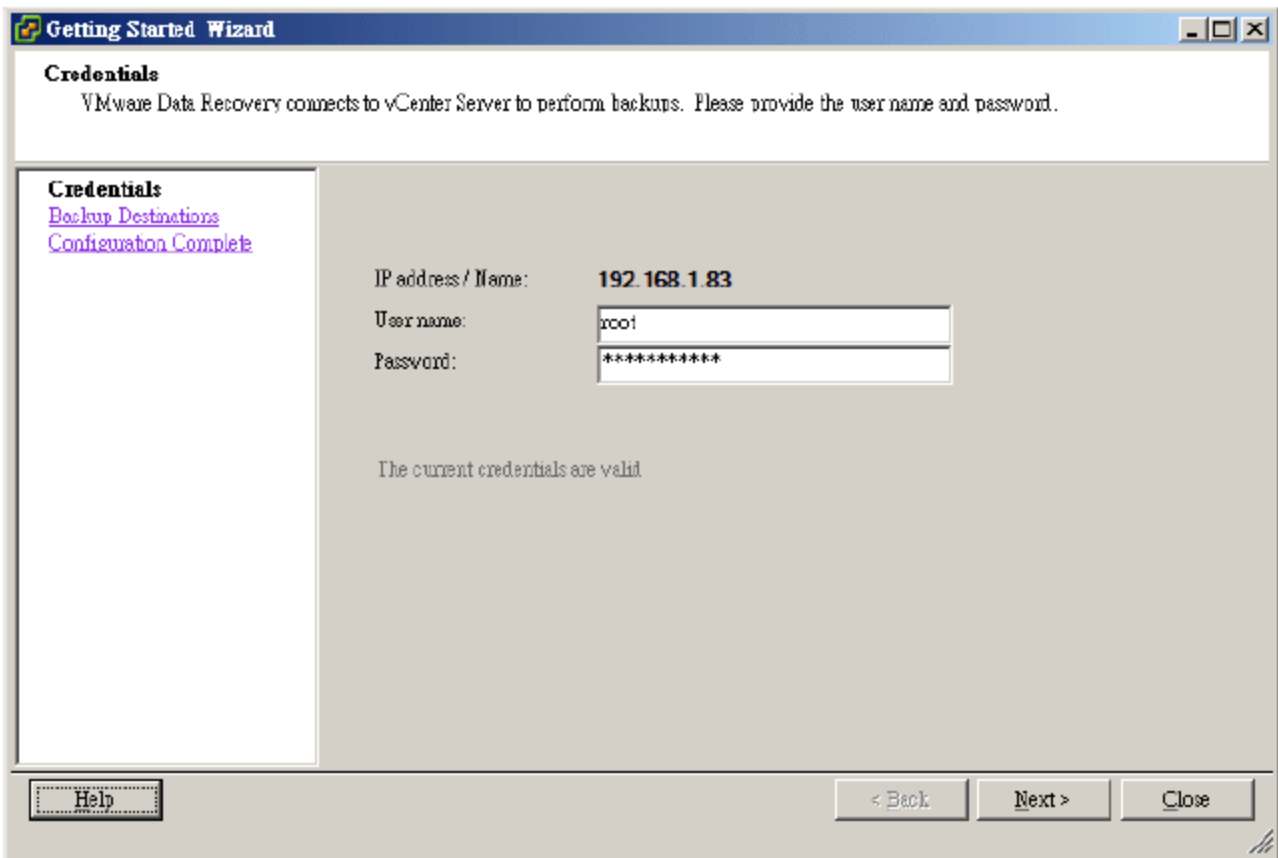 Getting Started Wizard
Credentials
VMware Data Recovery connects to vCenter Server to perform backups. Please provide the user name and password.
Credentials
Backup Destinations
Configuration Complete
IP address / Name: 192.168.1.83
User name: root
Password: ***********
The current credentials are valid
Help < Back Next > Close